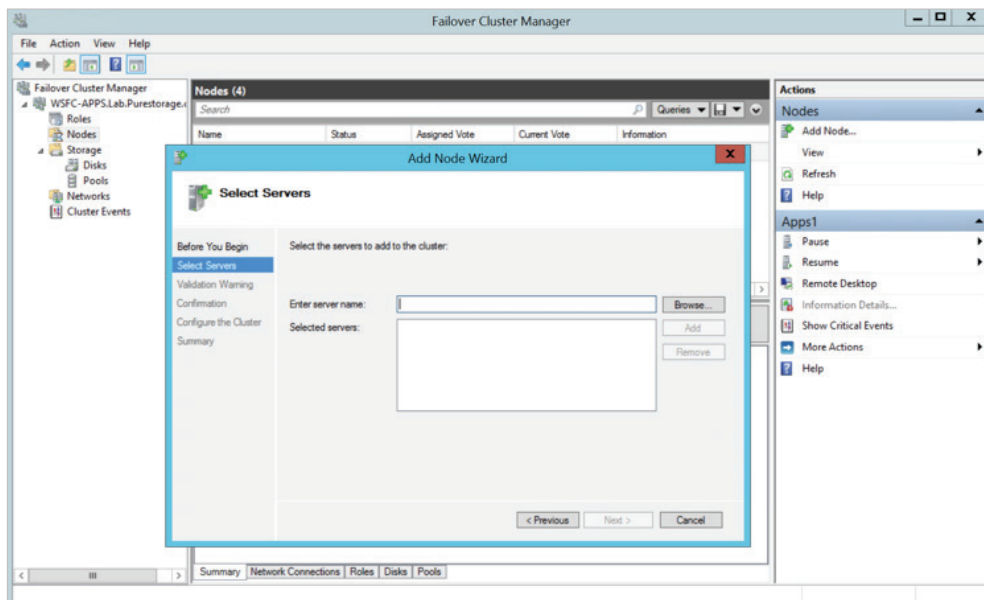 Failover Cluster Manager
File Action View Help
Failover Cluster Manager
WSFC-APPS.Lab.Purestorage.
Roles
Nodes
Storage
Disks
Pools
Networks
Cluster Events
Nodes (4)
Search
Queries
Name Status Assigned Vote Current Vote Information
Add Node Wizard
Select Servers
Before You Begin
Select Servers
Validation Warning
Confirmation
Configure the Cluster
Summary
Select the servers to add to the cluster:
Enter server name:
Browse...
Selected servers:
Add
Remove
< Previous Next > Cancel
Summary Network Connections Roles Disks Pools
Actions
Nodes
Add Node...
View
Refresh
Help
Apps1
Pause
Resume
Remote Desktop
Information Details...
Show Critical Events
More Actions
Help